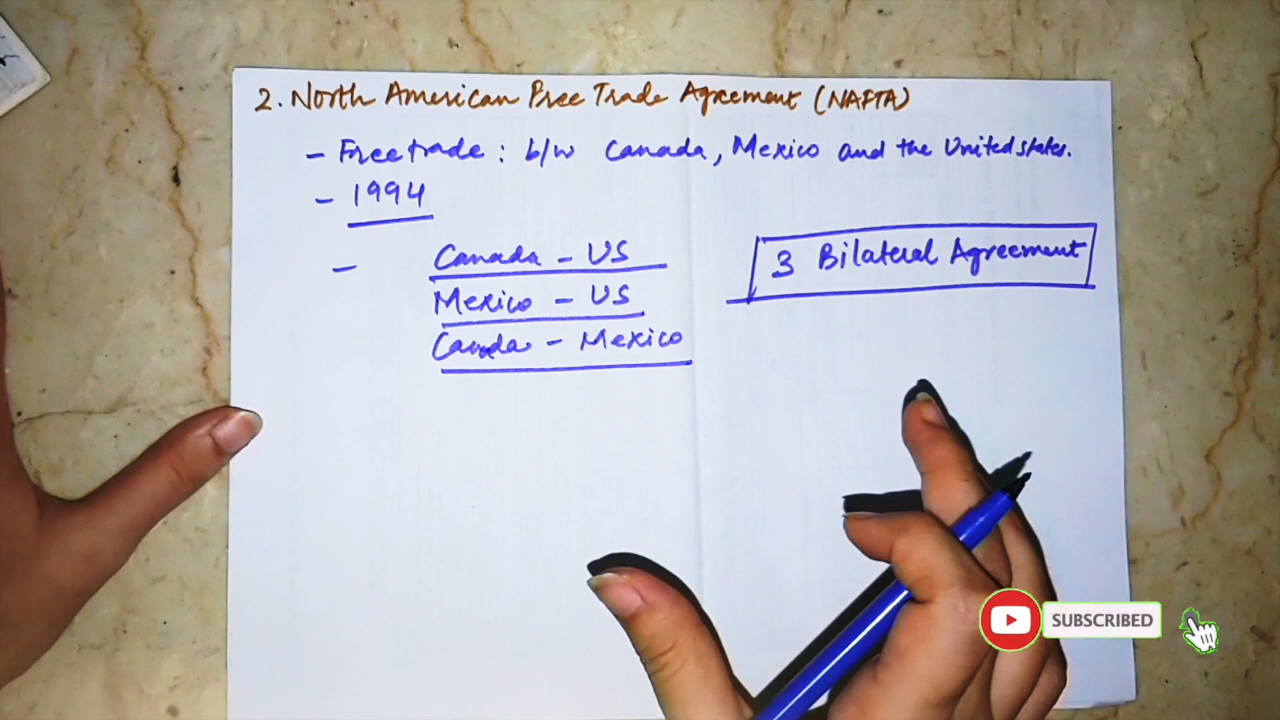 2. North American Free Trade Agreement (NAFTA)
- Free trade : b/w Canada, Mexico and the United states.
- 1994
- Canada - US
3 Bilateral Agreement
Mexico - US
Canada - Mexico
SUBSCRIBED